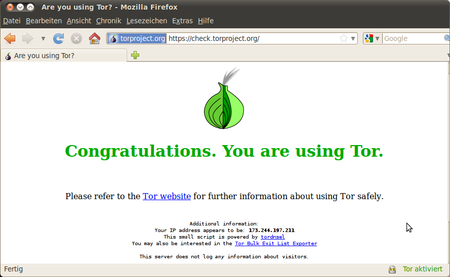 Are you using Tor? - Mozilla Firefox
Datei Bearbeiten Ansicht Chronik Lesezeichen Extras Hilfe
torproject.org https://check.torproject.org/ Google
Are you using Tor?
Congratulations. You are using Tor.
Please refer to the Tor website for further information about using Tor safely.
Additional information:
Your IP address appears to be: 173.244.197.211
This small script is powered by tordnsel
You may also be interested in the Tor Bulk Exit List Exporter
This server does not log any information about visitors.
Fertig Tor aktiviert